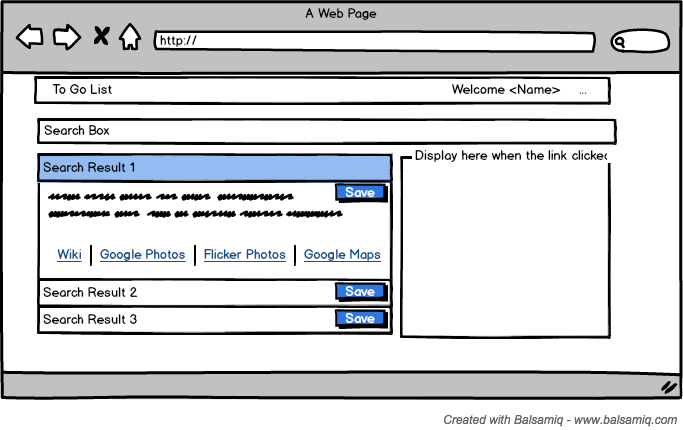 A Web Page
http://
To Go List
Welcome <Name> ...
Search Box
Search Result 1
Display here when the link clicked
Save
Wiki
Google Photos
Flicker Photos
Google Maps
Search Result 2
Save
Search Result 3
Save
Created with Balsamiq - www.balsamiq.com